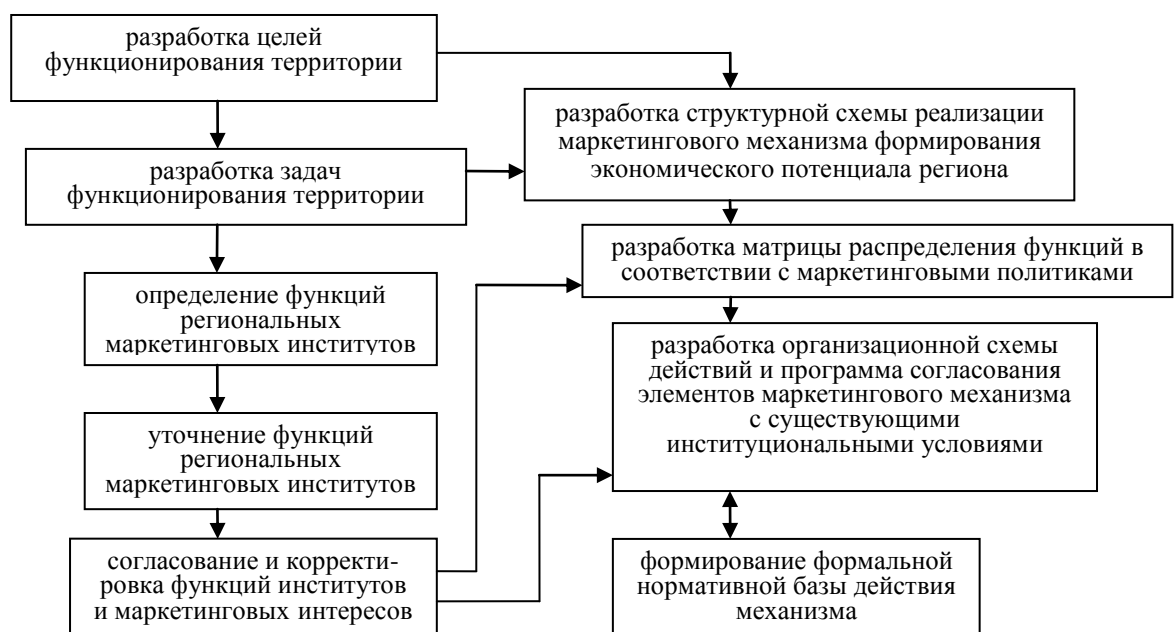 разработка целей
функционирования территории
разработка структурной схемы реализации
маркетингового механизма формирования
экономического потенциала региона
разработка задач
функционирования территории
разработка матрицы распределения функций в
соответствии с маркетинговыми политиками
определение функций
региональных
маркетинговых институтов
разработка организационной схемы
действий и программа согласования
элементов маркетингового механизма
с существующими
институциональными условиями
уточнение функций
региональных
маркетинговых институтов
согласование и корректи-
ровка функций институтов
и маркетинговых интересов
формирование формальной
нормативной базы действия
механизма